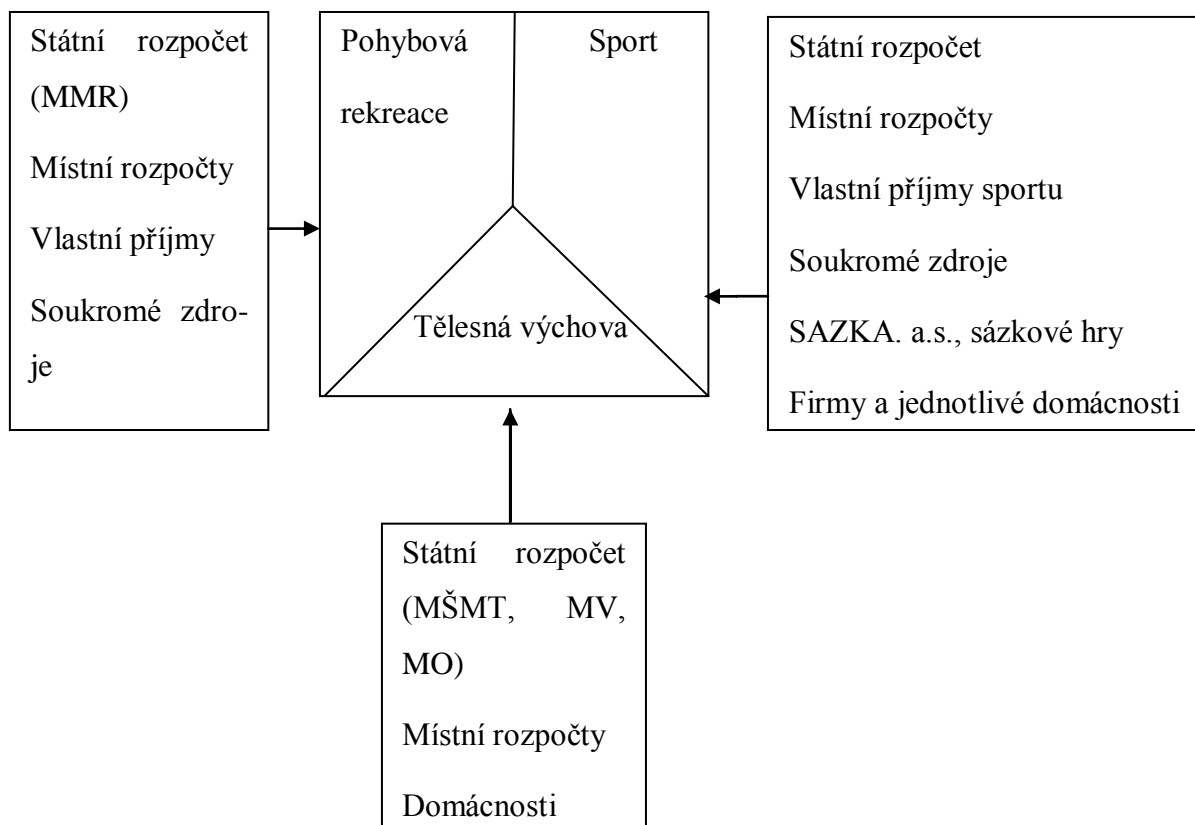 Státní rozpočet
(MMR)
Místní rozpočty
Vlastní příjmy
Soukromé zdro-
je
Pohybová
rekreace
Sport
Tělesná výchova
Státní rozpočet
Místní rozpočty
Vlastní příjmy sportu
Soukromé zdroje
SAZKA. a.s., sázkové hry
Firmy a jednotlivé domácnosti
Státní rozpočet
(MŠMT, MV,
MO)
Místní rozpočty
Domácnosti